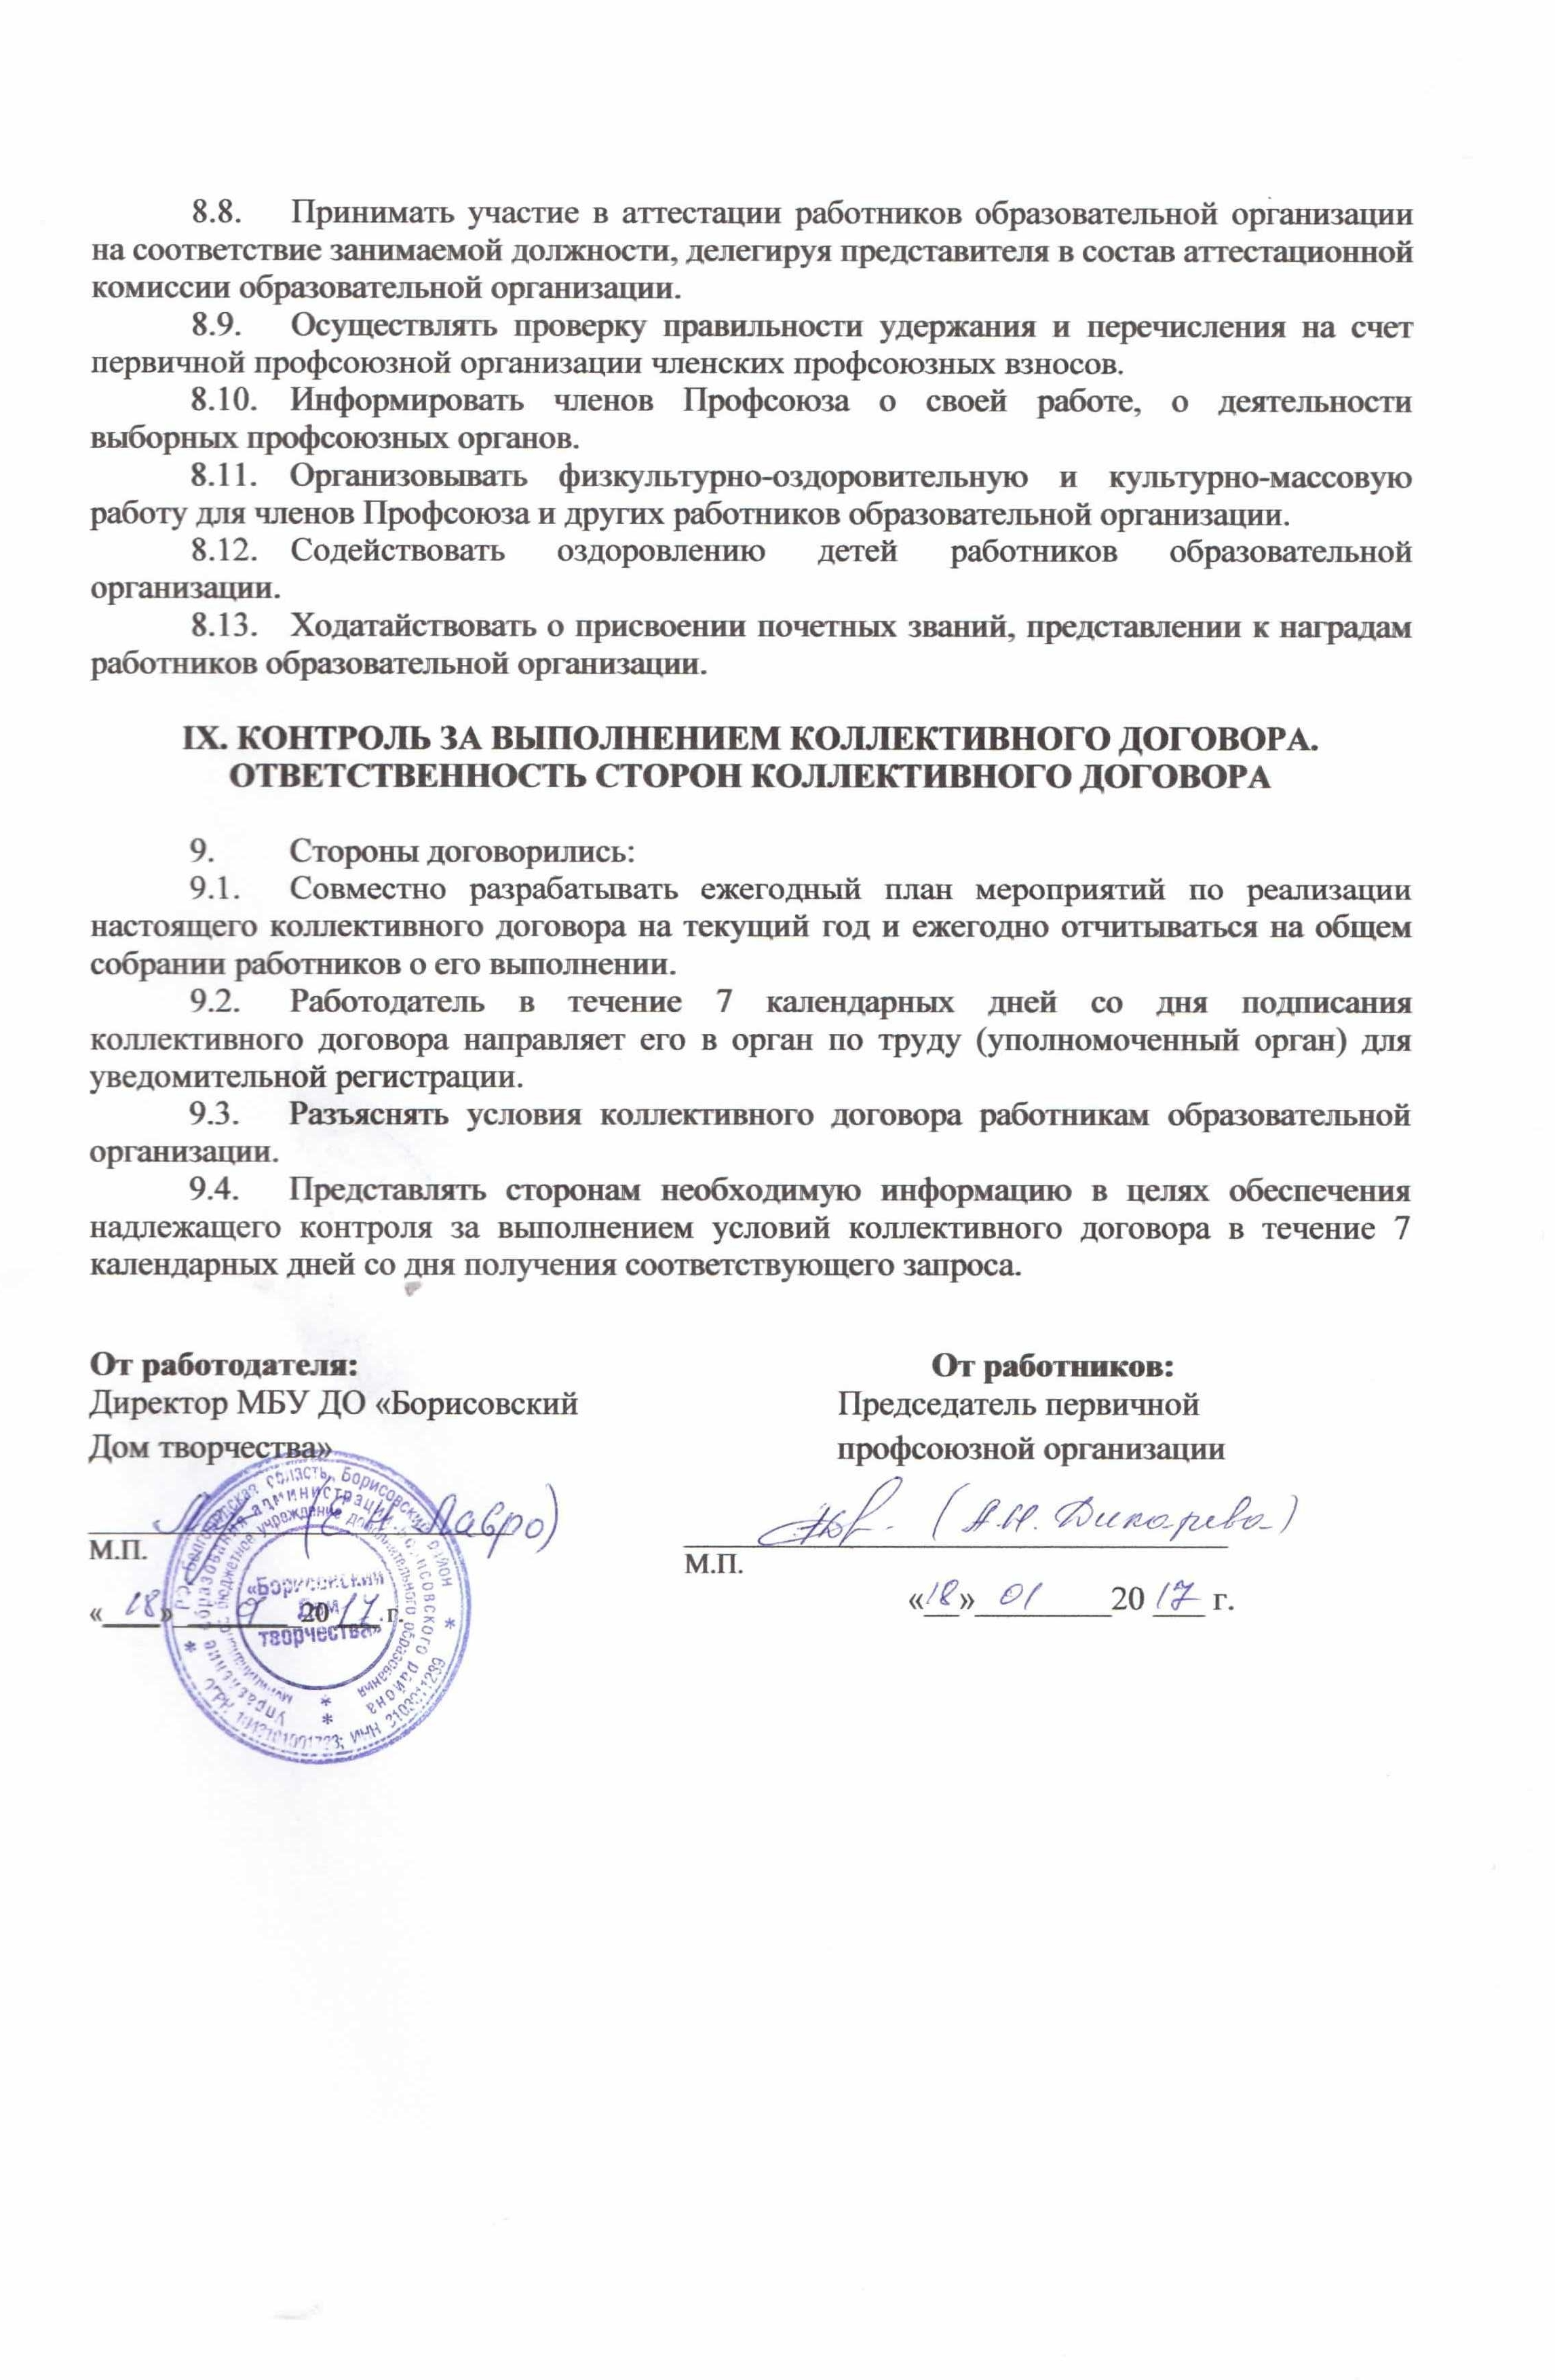 8.8. Принимать участие в аттестации работников образовательной организации
на соответствие занимаемой должности, делегируя представителя в состав аттестационной
комиссии образовательной организации.
8.9. Осуществлять проверку правильности удержания и перечисления на счет
первичной профсоюзной организации членских профсоюзных взносов.
8.10. Информировать членов Профсоюза о своей работе, о деятельности
выборных профсоюзных органов.
8.11. Организовывать физкультурно-оздоровительную и культурно-массовую
работу для членов Профсоюза и других работников образовательной организации.
8.12. Содействовать оздоровлению детей работников образовательной
организации.
8.13. Ходатайствовать о присвоении почетных званий, представлении к наградам
работников образовательной организации.
IX. КОНТРОЛЬ ЗА ВЫПОЛНЕНИЕМ КОЛЛЕКТИВНОГО ДОГОВОРА.
ОТВЕТСТВЕННОСТЬ СТОРОН КОЛЛЕКТИВНОГО ДОГОВОРА
9. Стороны договорились:
9.1. Совместно разрабатывать ежегодный план мероприятий по реализации
настоящего коллективного договора на текущий год и ежегодно отчитываться на общем
собрании работников о его выполнении.
9.2. Работодатель в течение 7 календарных дней со дня подписания
коллективного договора направляет его в орган по труду (уполномоченный орган) для
уведомительной регистрации.
9.3. Разъяснять условия коллективного договора работникам образовательной
организации.
9.4. Представлять сторонам необходимую информацию в целях обеспечения
надлежащего контроля за выполнением условий коллективного договора в течение 7
календарных дней со дня получения соответствующего запроса.
От работодателя:
Директор МБУ ДО «Борисовский
Дом творчества»
(Е.Н. Лавро)
М.П.
«18» 20 17 г.
«Борисовский
Дом
творчества»
От работников:
Председатель первичной
профсоюзной организации
(А.Н. Дикарева)
М.П.
«18» 01 20 17 г.